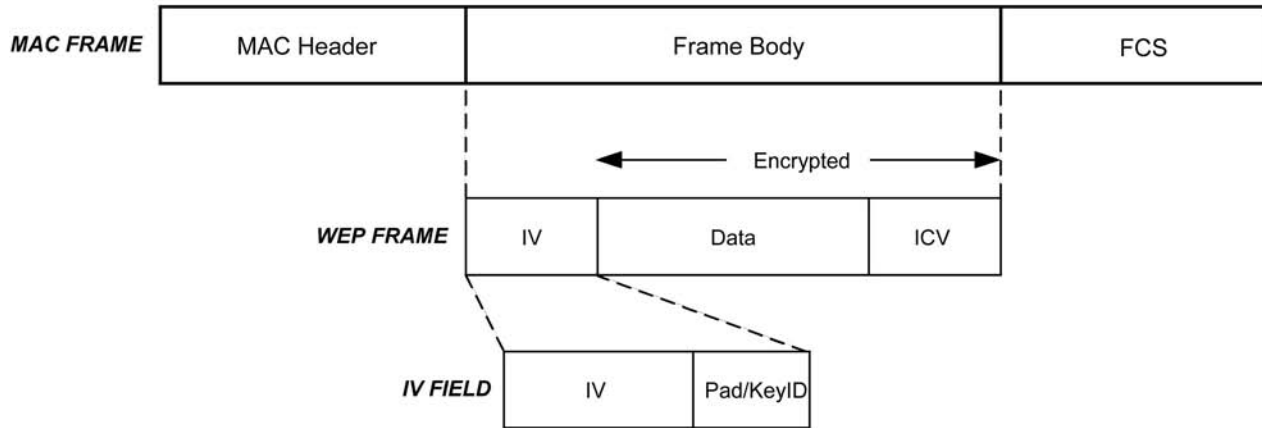 MAC FRAME MAC Header Frame Body FCS
Encrypted
WEP FRAME IV Data ICV
IV FIELD IV Pad/KeyID